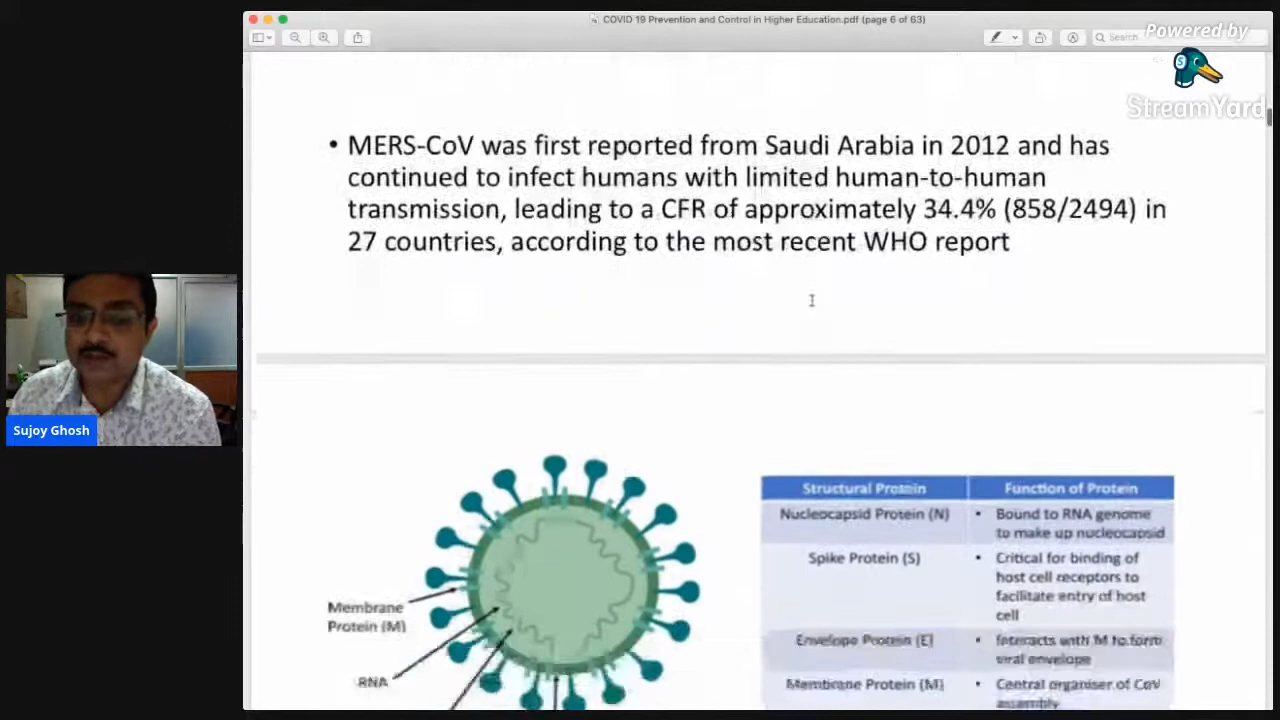 COVID 19 Prevention and Control in Higher Education.pdf (page 6 of 63)
Search
Powered by
StreamYard
• MERS-CoV was first reported from Saudi Arabia in 2012 and has
continued to infect humans with limited human-to-human
transmission, leading to a CFR of approximately 34.4% (858/2494) in
27 countries, according to the most recent WHO report
Sujoy Ghosh
Membrane
Protein (M)
RNA
Structural Protein Function of Protein
Nucleocapsid Protein (N) • Bound to RNA genome
to make up nucleocapsid
Spike Protein (S) • Critical for binding of
host cell receptors to
facilitate entry of host
cell
Envelope Protein (E) • Interacts with M to form
viral envelope
Membrane Protein (M) • Central organiser of CoV
assembly